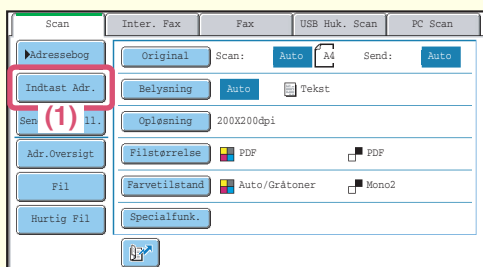 Scan
Inter. Fax
Fax
USB Huk. Scan
PC Scan
Adressebog
Original Scan: Auto A4 Send: Auto
Indtast Adr.
Belysning Auto Tekst
(1)
Opløsning 200X200dpi
Adr.Oversigt
Filstørrelse PDF PDF
Fil
Farvetilstand Auto/Gråtoner Mono2
Hurtig Fil
Specialfunk.